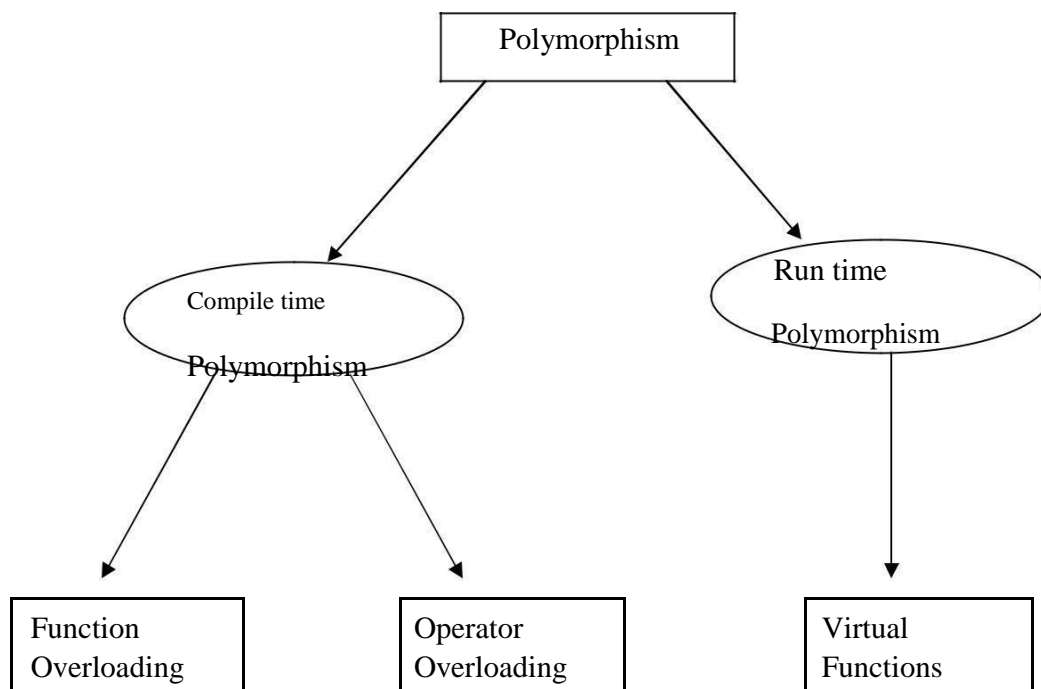 Polymorphism
Compile time
Polymorphism
Run time
Polymorphism
Function
Overloading
Operator
Overloading
Virtual
Functions